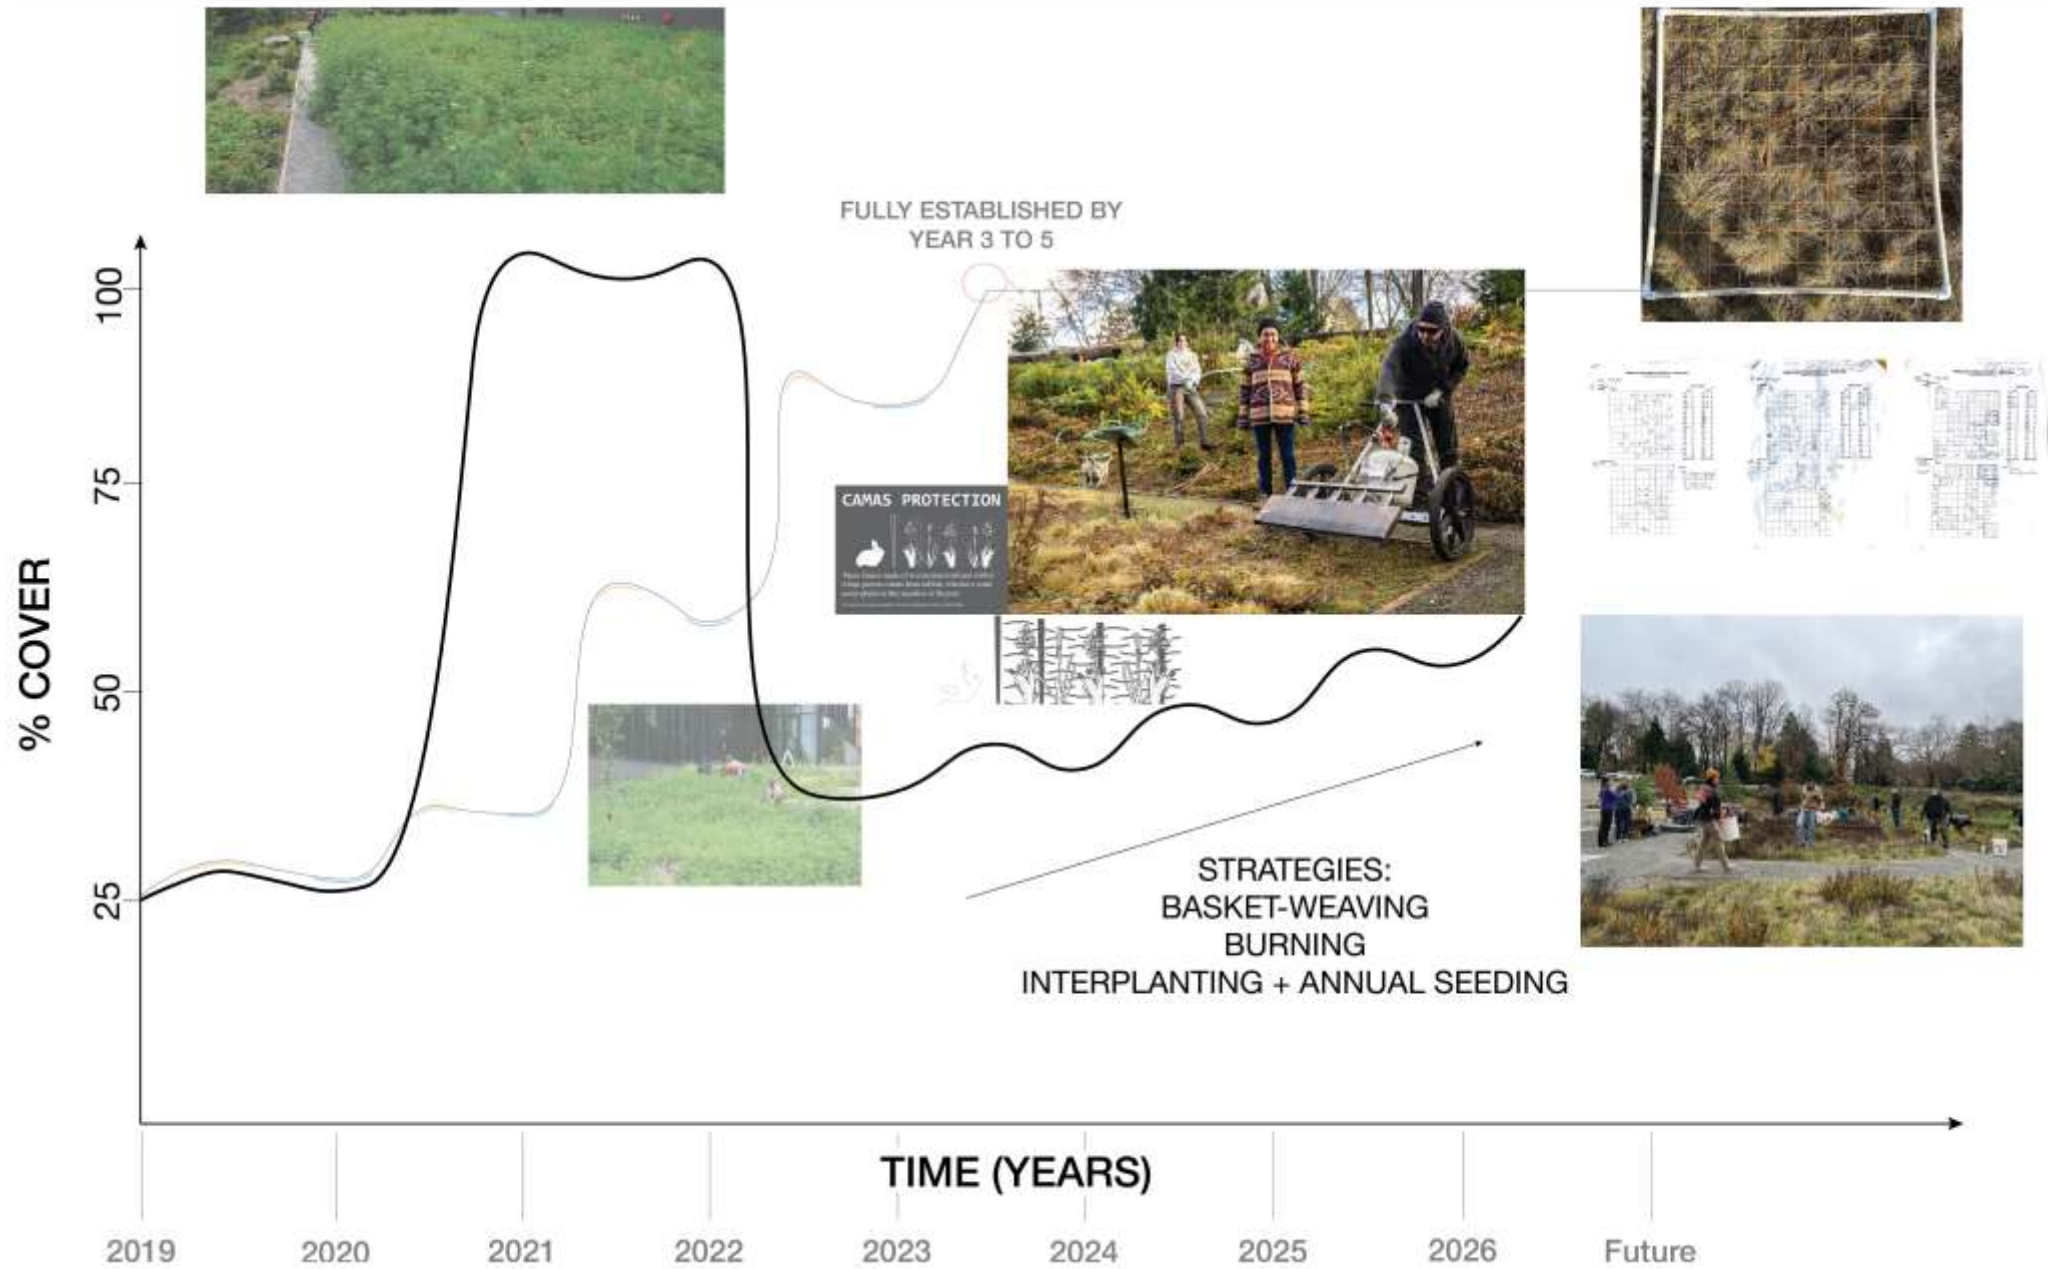 FULLY ESTABLISHED BY
YEAR 3 TO 5
100
75
50
25
% COVER
CAMAS PROTECTION
STRATEGIES:
BASKET-WEAVING
BURNING
INTERPLANTING + ANNUAL SEEDING
TIME (YEARS)
2019
2020
2021
2022
2023
2024
2025
2026
Future